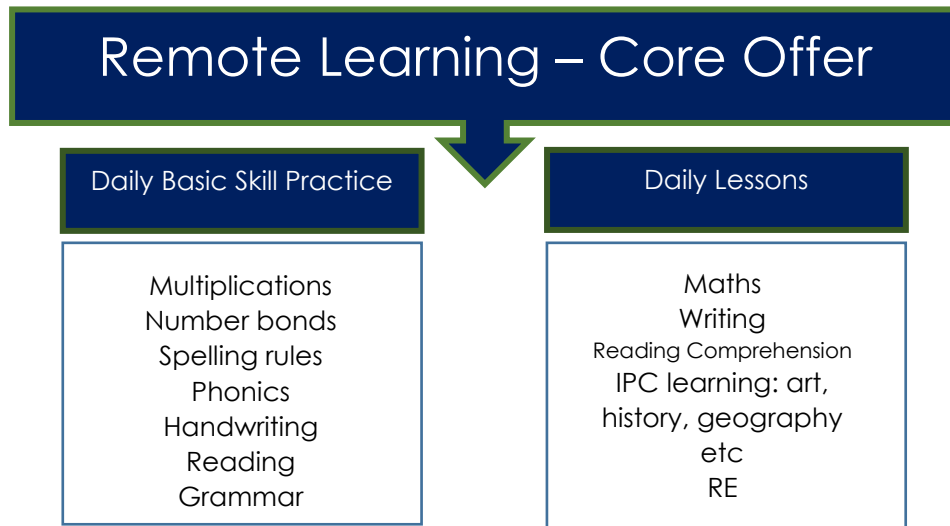 Remote Learning – Core Offer
Daily Basic Skill Practice
Multiplications
Number bonds
Spelling rules
Phonics
Handwriting
Reading
Grammar
Daily Lessons
Maths
Writing
Reading Comprehension
IPC learning: art,
history, geography
etc
RE